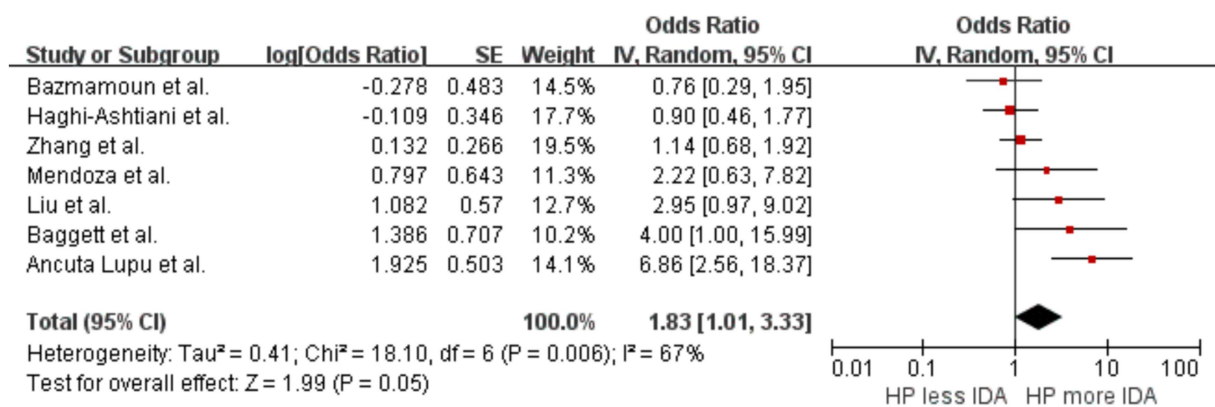 Odds Ratio Odds Ratio
Study or Subgroup log[Odds Ratio] SE Weight IV, Random, 95% CI IV, Random, 95% CI
Bazmamoun et al. -0.278 0.483 14.5% 0.76 [0.29, 1.95]
Haghi-Ashtiani et al. -0.109 0.346 17.7% 0.90 [0.46, 1.77]
Zhang et al. 0.132 0.266 19.5% 1.14 [0.68, 1.92]
Mendoza et al. 0.797 0.643 11.3% 2.22 [0.63, 7.82]
Liu et al. 1.082 0.57 12.7% 2.95 [0.97, 9.02]
Baggett et al. 1.386 0.707 10.2% 4.00 [1.00, 15.99]
Ancuta Lupu et al. 1.925 0.503 14.1% 6.86 [2.56, 18.37]
Total (95% CI) 100.0% 1.83 [1.01, 3.33]
Heterogeneity: Tau² = 0.41; Chi² = 18.10, df = 6 (P = 0.006); I² = 67%
Test for overall effect: Z = 1.99 (P = 0.05)
0.01 0.1 1 10 100
HP less IDA HP more IDA